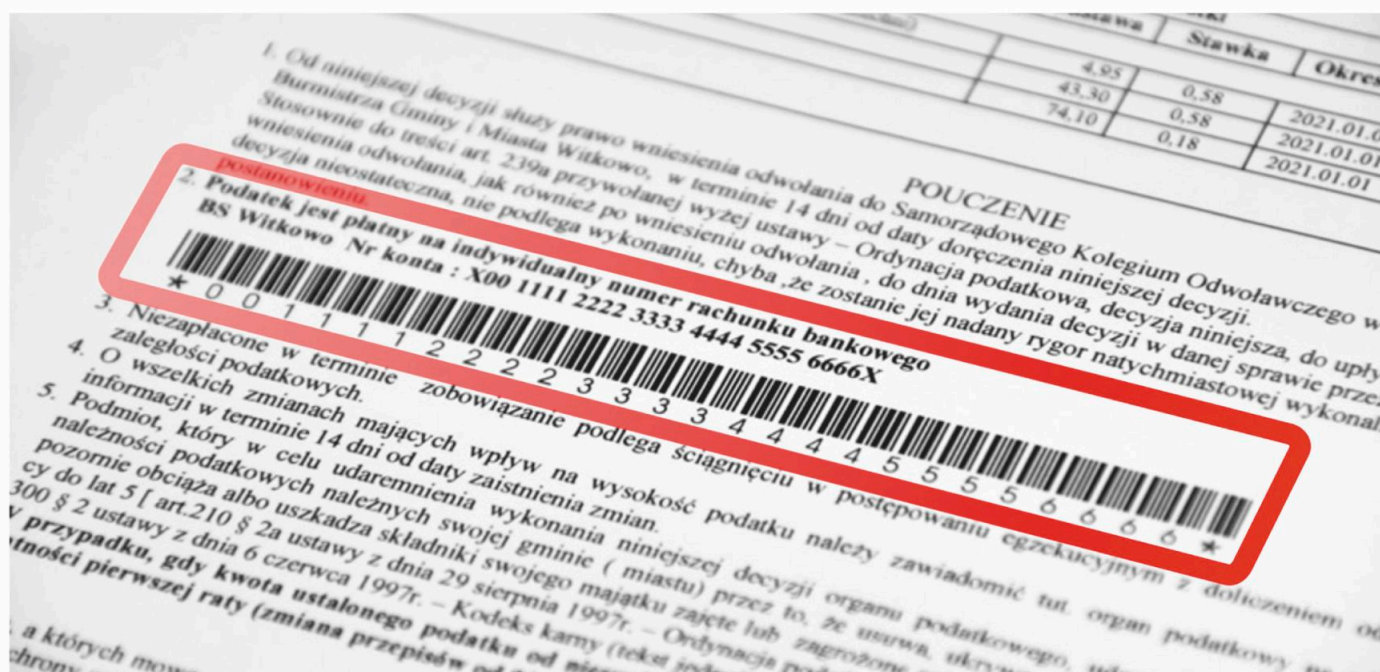 Stawka Okres
4,95 0,58 2021.01.0
43,30 0,58 2021.01.01
74,10 0,18 2021.01.01
POUCZENIE
1. Od niniejszej decyzji służy prawo wniesienia odwołania do Samorządowego Kolegium Odwoławczego w
Burmistrza Gminy i Miasta Witkowo, w terminie 14 dni od daty doręczenia niniejszej decyzji.
Stosownie do treści art. 239a przywołanej wyżej ustawy – Ordynacja podatkowa, decyzja niniejsza, do upły
wniesienia odwołania, jak również po wniesieniu odwołania , do dnia wydania decyzji w danej sprawie prze
decyzja nieostateczna, nie podlega wykonaniu, chyba ,że zostanie jej nadany rygor natychmiastowej wykonal
postanowieniu.
2. Podatek jest płatny na indywidualny numer rachunku bankowego
BS Witkowo Nr konta : X00 1111 2222 3333 4444 5555 6666X
* 0 0 1 1 1 1 2 2 2 2 3 3 3 3 4 4 4 4 5 5 5 5 6 6 6 6 *
3. Niezapłacone w terminie zobowiązanie podlega ściągnięciu w postępowaniu egzekucyjnym z doliczeniem od
zaległości podatkowych.
4. O wszelkich zmianach mających wpływ na wysokość podatku należy zawiadomić tut. organ podatkowy
informacji w terminie 14 dni od daty zaistnienia zmian.
5. Podmiot, który w celu udaremnienia wykonania niniejszej decyzji organu podatkowego,
należności podatkowych należnych swojej gminie ( miastu) przez to, że usuwa, ukrywa
pozornie obciąża albo uszkadza składniki swojego majątku zajęte lub zagrożone
cy do lat 5 [ art.210 § 2a ustawy z dnia 29 sierpnia 1997r. – Ordynacja
300 § 2 ustawy z dnia 6 czerwca 1997r. – Kodeks karny (tekst
y przypadku, gdy kwota ustalonego podatku od
tności pierwszej raty (zmiana przepisów od
a których mowa
chrony